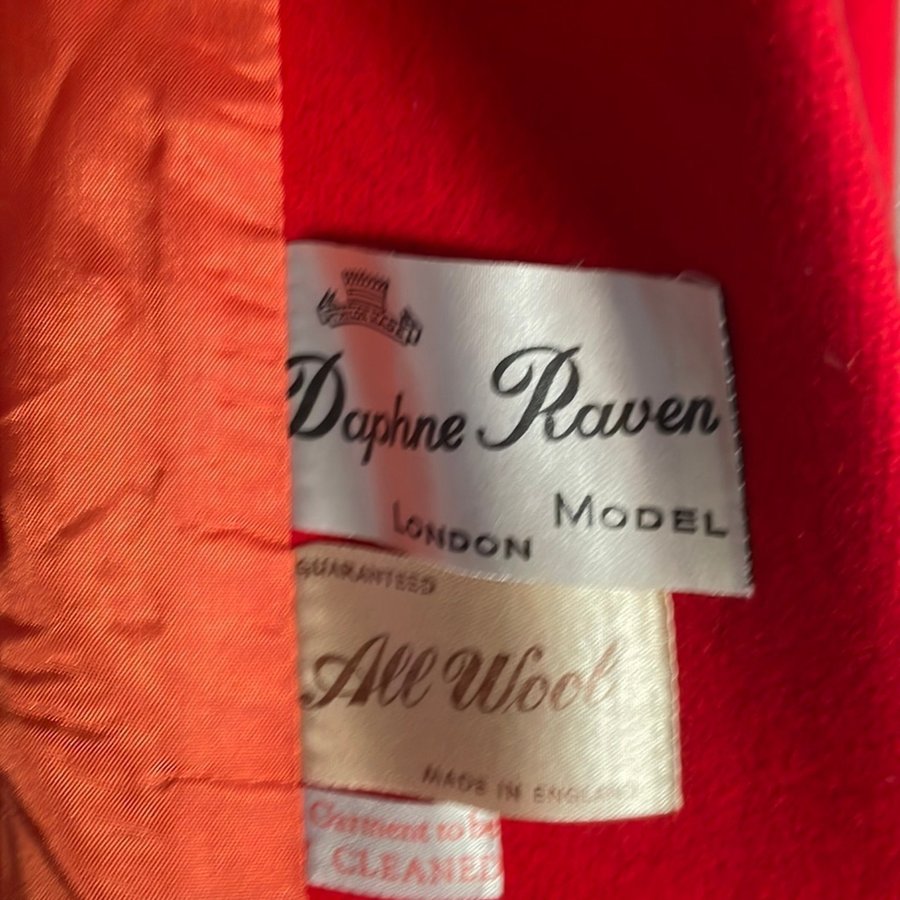 Daphne Raven
LONDON MODEL
GUARANTEED
All Wool
MADE IN ENGLAND
Garment to be
CLEANED